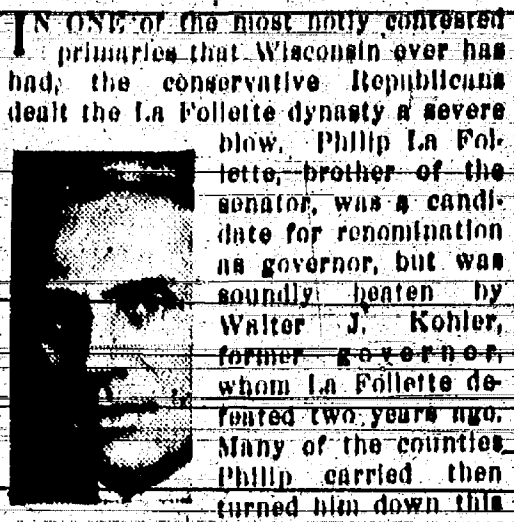 IN ONE of the most hotly contested
primaries that Wisconsin ever has
had, the conservative Republicans
dealt the La Follette dynasty a severe
blow. Philip La Fol-
lette, brother of the
senator, was a candi-
date for renomination
as governor, but was
soundly beaten by
Walter J. Kohler,
former governor,
whom La Follette de-
feated two years ago.
Many of the counties
Philip carried then
turned him down this